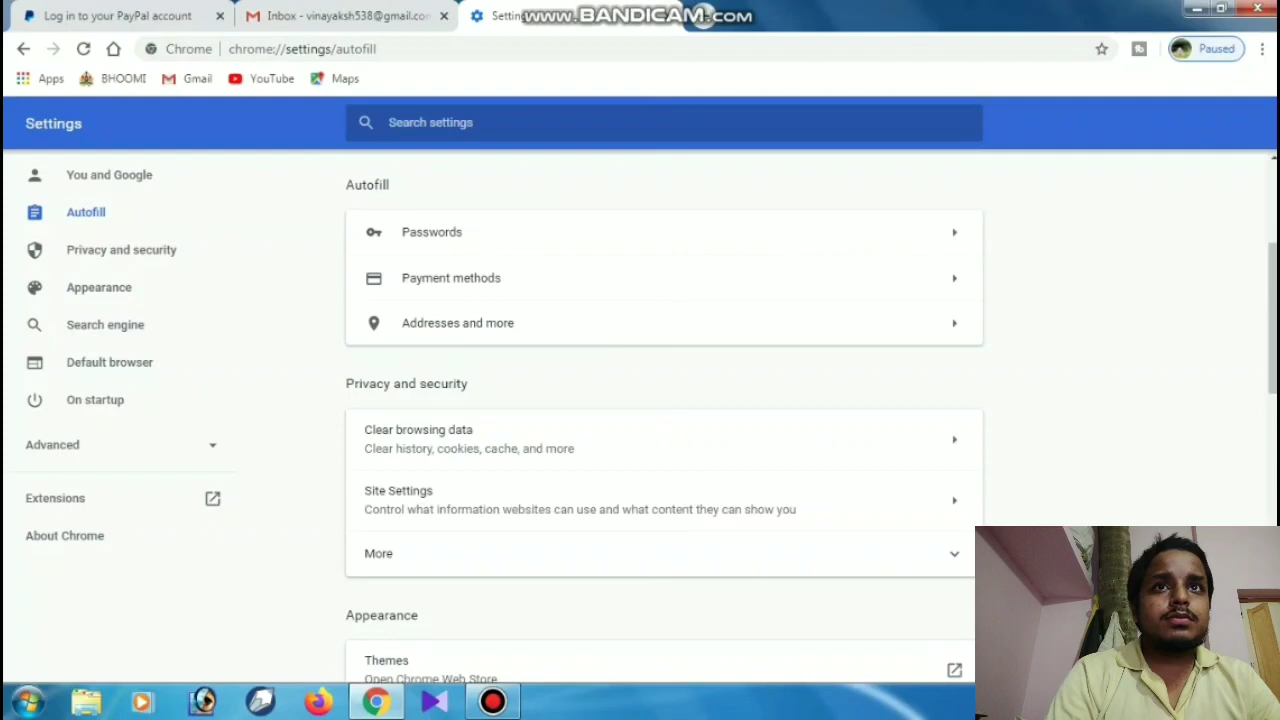 Log in to your PayPal account
Inbox - vinayaksh538@gmail.com
Settin
www.BANDICAM.com
Chrome
chrome://settings/autofill
Paused
Apps
BHOOMI
Gmail
YouTube
Maps
Settings
Search settings
You and Google
Autofill
Privacy and security
Appearance
Search engine
Default browser
On startup
Advanced
Extensions
About Chrome
Autofill
Passwords
Payment methods
Addresses and more
Privacy and security
Clear browsing data
Clear history, cookies, cache, and more
Site Settings
Control what information websites can use and what content they can show you
More
Appearance
Themes
Open Chrome Web Store